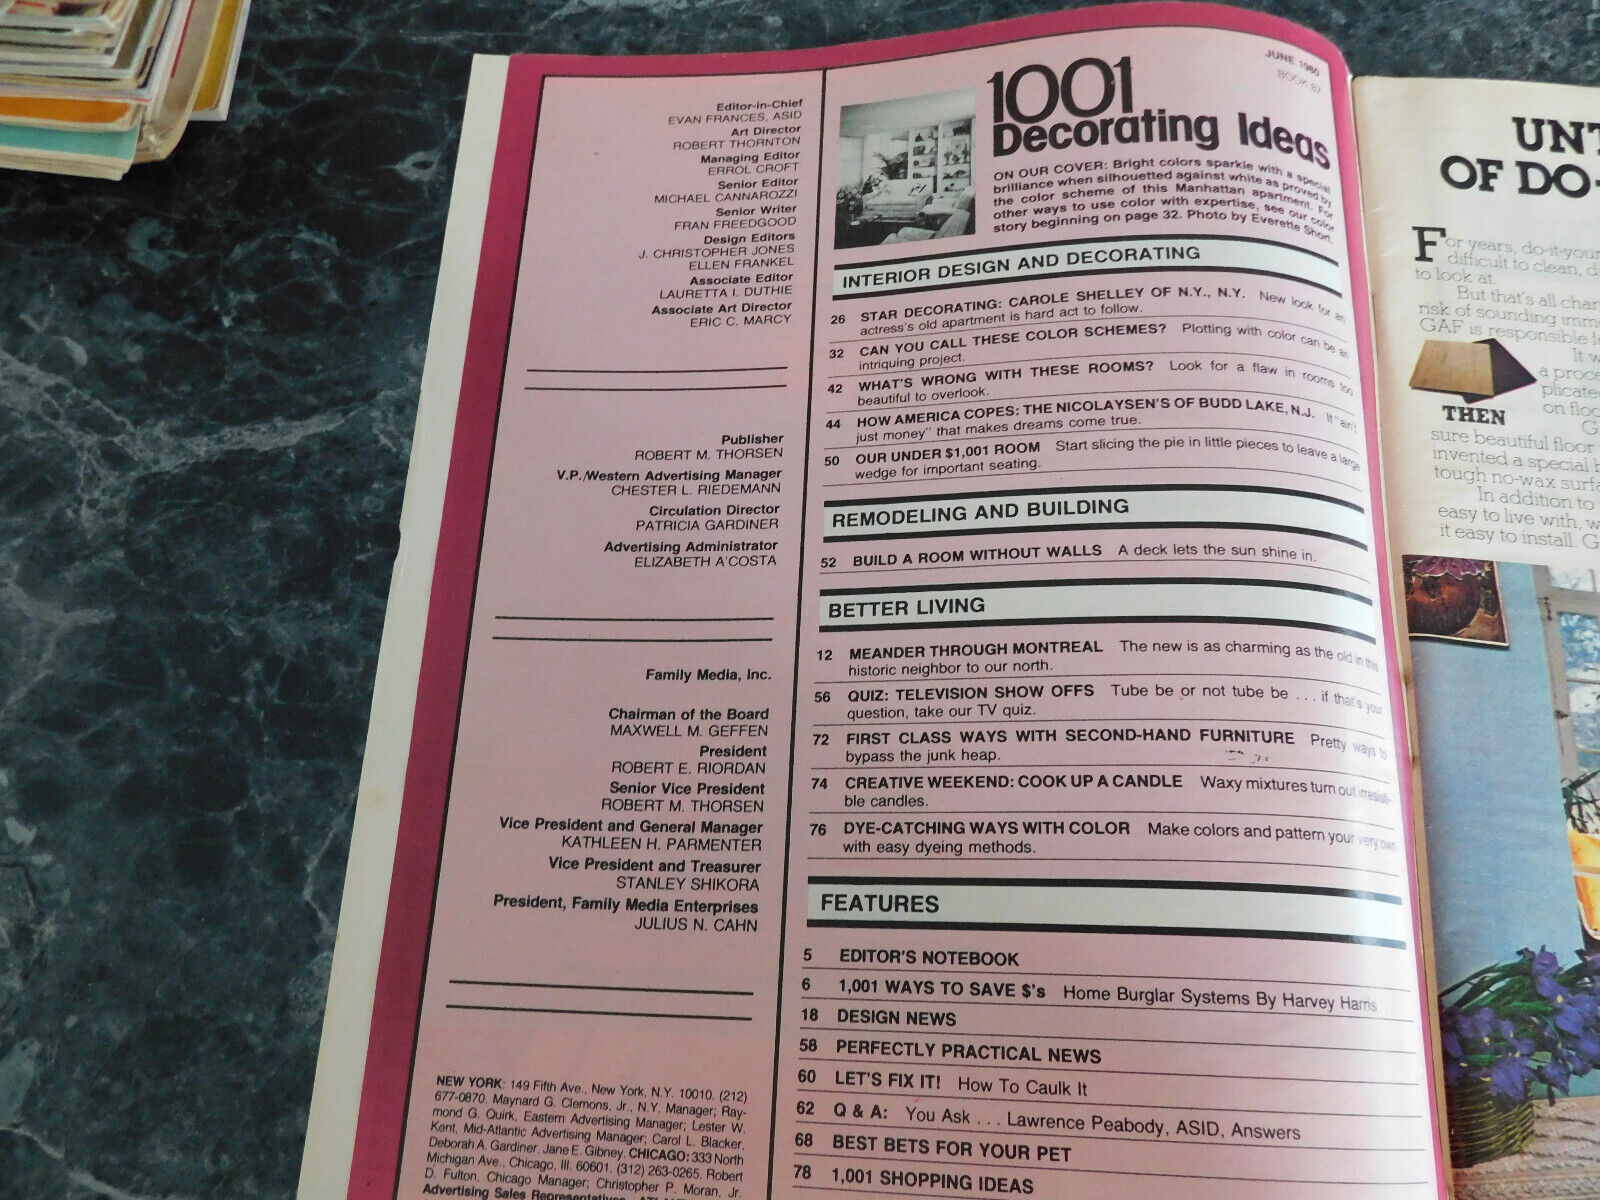 Editor-in-Chief
EVAN FRANCES, ASID
Art Director
ROBERT THORNTON
Managing Editor
ERROL CROFT
Senior Editor
MICHAEL CANNAROZZI
Senior Writer
FRAN FREEDGOOD
Design Editors
J. CHRISTOPHER JONES
ELLEN FRANKEL
Associate Editor
LAURETTA I. DUTHIE
Associate Art Director
ERIC C. MARCY
Publisher
ROBERT M. THORSEN
V.P./Western Advertising Manager
CHESTER L. RIEDEMANN
Circulation Director
PATRICIA GARDINER
Advertising Administrator
ELIZABETH A'COSTA
Family Media, Inc.
Chairman of the Board
MAXWELL M. GEFFEN
President
ROBERT E. RIORDAN
Senior Vice President
ROBERT M. THORSEN
Vice President and General Manager
KATHLEEN H. PARMENTER
Vice President and Treasurer
STANLEY SHIKORA
President, Family Media Enterprises
JULIUS N. CAHN
NEW YORK: 149 Fifth Ave., New York, N.Y. 10010. (212)
677-0870. Maynard G. Clemons, Jr., N.Y. Manager; Ray-
mond G. Quirk, Eastern Advertising Manager; Lester W.
Kent, Mid-Atlantic Advertising Manager; Carol L. Blacker,
Deborah A. Gardiner, Jane E. Gibney. CHICAGO: 333 North
Michigan Ave., Chicago, Ill. 60601. (312) 263-0265. Robert
D. Fulton, Chicago Manager; Christopher P. Moran, Jr.
Advertising Sales Representatives
JUNE 1980
BOOK 87
1001
Decorating Ideas
ON OUR COVER: Bright colors sparkle with a special
brilliance when silhouetted against white as proved by
the color scheme of this Manhattan apartment. For
other ways to use color with expertise, see our color
story beginning on page 32. Photo by Everette Short.
INTERIOR DESIGN AND DECORATING
26 STAR DECORATING: CAROLE SHELLEY OF N.Y., N.Y. New look for an
actress's old apartment is hard act to follow.
32 CAN YOU CALL THESE COLOR SCHEMES? Plotting with color can be an
intriquing project.
42 WHAT'S WRONG WITH THESE ROOMS? Look for a flaw in rooms too
beautiful to overlook.
44 HOW AMERICA COPES: THE NICOLAYSEN'S OF BUDD LAKE, N.J. It "ain't
just money" that makes dreams come true.
50 OUR UNDER $1,001 ROOM Start slicing the pie in little pieces to leave a large
wedge for important seating.
REMODELING AND BUILDING
52 BUILD A ROOM WITHOUT WALLS A deck lets the sun shine in.
BETTER LIVING
12 MEANDER THROUGH MONTREAL The new is as charming as the old in this
historic neighbor to our north.
56 QUIZ: TELEVISION SHOW OFFS Tube be or not tube be . . . if that's your
question, take our TV quiz.
72 FIRST CLASS WAYS WITH SECOND-HAND FURNITURE Pretty ways to
bypass the junk heap.
74 CREATIVE WEEKEND: COOK UP A CANDLE Waxy mixtures turn out irresisti-
ble candles.
76 DYE-CATCHING WAYS WITH COLOR Make colors and pattern your very own
with easy dyeing methods.
FEATURES
5 EDITOR'S NOTEBOOK
6 1,001 WAYS TO SAVE $'s Home Burglar Systems By Harvey Harris
18 DESIGN NEWS
58 PERFECTLY PRACTICAL NEWS
60 LET'S FIX IT! How To Caulk It
62 Q & A: You Ask . . . Lawrence Peabody, ASID, Answers
68 BEST BETS FOR YOUR PET
78 1,001 SHOPPING IDEAS
UNT
OF DO-
For years, do-it-your
difficult to clean, di
to look at.
But that's all chan
risk of sounding imm
GAF is responsible f
It w
a proce
plicate
on floo
THEN
G
sure beautiful floor
invented a special b
tough no-wax surfa
In addition to
easy to live with, w
it easy to install. G